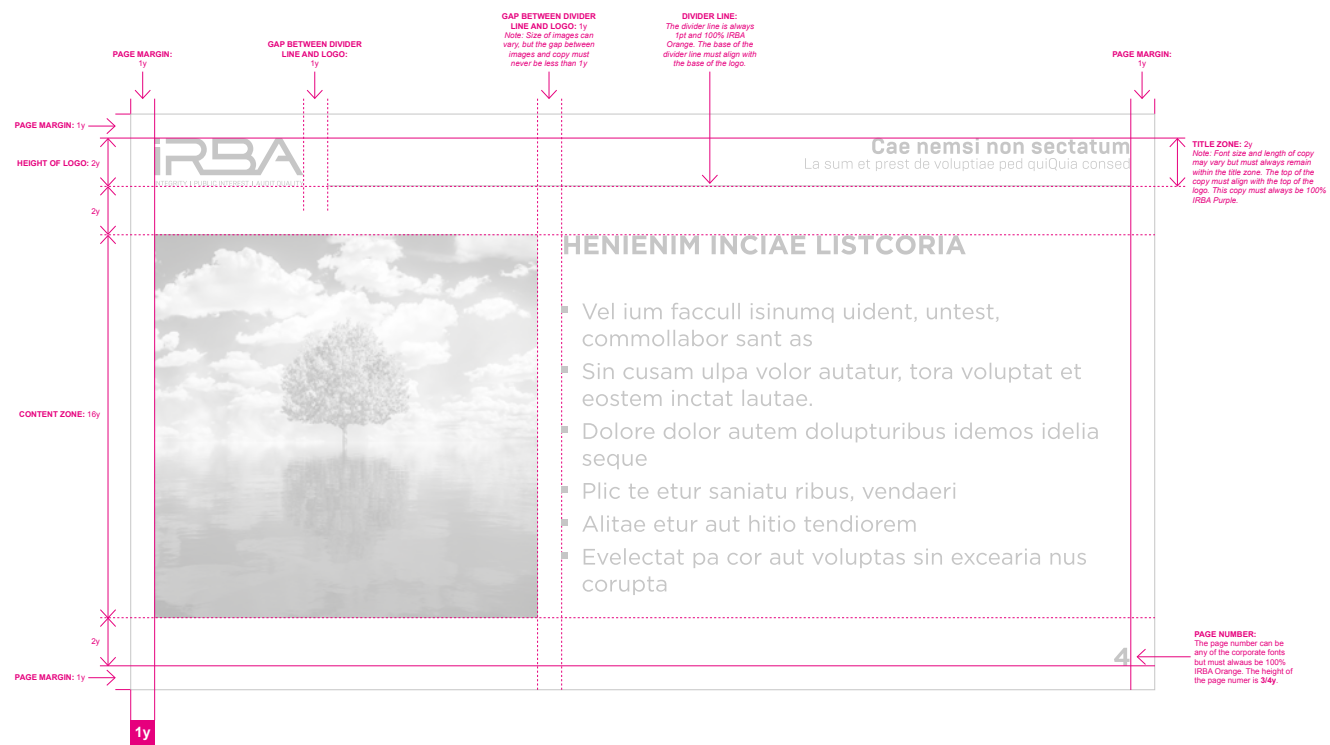 GAP BETWEEN DIVIDER
LINE AND LOGO: 1y
Note: Size of images can
vary, but the gap between
images and copy must
never be less than 1y
DIVIDER LINE:
The divider line is always
1pt and 100% IRBA
Orange. The base of the
divider line must align with
the base of the logo.
GAP BETWEEN DIVIDER
LINE AND LOGO:
1y
PAGE MARGIN:
1y
PAGE MARGIN:
1y
PAGE MARGIN: 1y
HEIGHT OF LOGO: 2y
iRBA
INTEGRITY | PUBLIC INTEREST | AUDIT QUALITY
Cae nemsi non sectatum
La sum et prest de voluptiae ped quiQuia consed
TITLE ZONE: 2y
Note: Font size and length of copy
may vary but must always remain
within the title zone. The top of the
copy must align with the top of the
logo. This copy must always be 100%
IRBA Purple.
2y
HENIENIM INCIAE LISTCORIA
Vel ium faccull isinumq uident, untest,
commollabor sant as
Sin cusam ulpa volor autatur, tora voluptat et
eostem inctat lautae.
Dolore dolor autem dolupturibus idemos idelia
seque
Plic te etur saniatu ribus, vendaeri
Alitae etur aut hitio tendiorem
Evelectat pa cor aut voluptas sin excearia nus
corupta
CONTENT ZONE: 16y
2y
PAGE MARGIN: 1y
4
PAGE NUMBER:
The page number can be
any of the corporate fonts
but must alwaus be 100%
IRBA Orange. The height of
the page numer is 3/4y.
1y